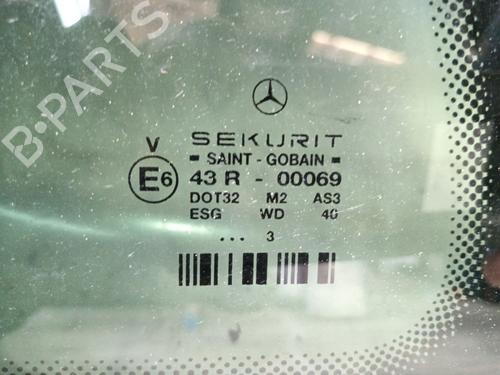 B-PARTS
V
SEKURIT
SAINT - GOBAIN
E6
43 R - 00069
DOT32 M2 AS3
ESG WD 40
... 3